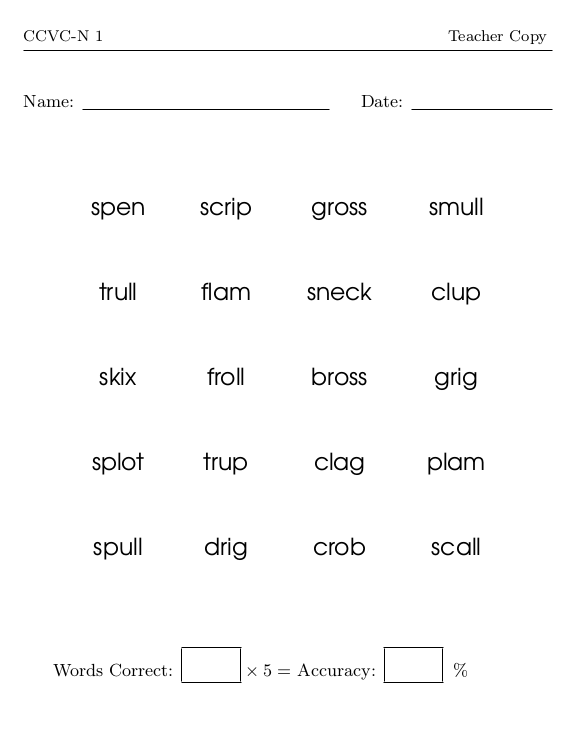 CCVC-N 1 Teacher Copy
Name: Date:
spen scrip gross smull
trull flam sneck clup
skix froll bross grig
splot trup clag plam
spull drig crob scall
Words Correct: × 5 = Accuracy: %